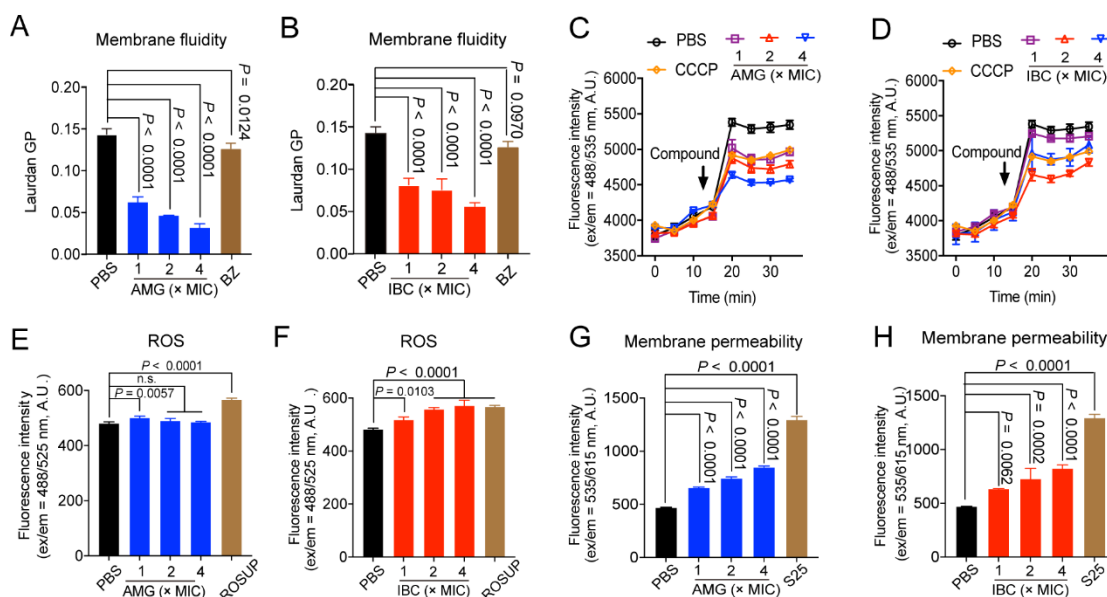 A
Membrane fluidity
Laurdan GP
0.20
0.15
0.10
0.05
0.00
P < 0.0001
P < 0.0001
P < 0.0001
P = 0.0124
PBS
1
2
4
BZ
AMG (× MIC)
B
Membrane fluidity
Laurdan GP
0.20
0.15
0.10
0.05
0.00
P < 0.0001
P < 0.0001
P < 0.0001
P = 0.0970
PBS
1
2
4
BZ
IBC (× MIC)
C
PBS
CCCP
1 2 4
AMG (× MIC)
Fluorescence intensity
(ex/em = 488/535 nm, A.U.)
6000
5500
5000
4500
4000
3500
Compound
0 10 20 30
Time (min)
D
PBS
CCCP
1 2 4
IBC (× MIC)
Fluorescence intensity
(ex/em = 488/535 nm, A.U.)
6000
5500
5000
4500
4000
3500
Compound
0 10 20 30
Time (min)
E
ROS
Fluorescence intensity
(ex/em = 488/525 nm, A.U.)
600
400
200
0
P < 0.0001
n.s.
P = 0.0057
PBS
1
2
4
ROSUP
AMG (× MIC)
F
ROS
Fluorescence intensity
(ex/em = 488/525 nm, A.U.)
600
400
200
0
P < 0.0001
P = 0.0103
PBS
1
2
4
ROSUP
IBC (× MIC)
G
Membrane permeability
Fluorescence intensity
(ex/em = 535/615 nm, A.U.)
1500
1000
500
0
P < 0.0001
P < 0.0001
P < 0.0001
P < 0.0001
PBS
1
2
4
S25
AMG (× MIC)
H
Membrane permeability
Fluorescence intensity
(ex/em = 535/615 nm, A.U.)
1500
1000
500
0
P < 0.0001
P = 0.0062
P = 0.0002
P < 0.0001
PBS
1
2
4
S25
IBC (× MIC)